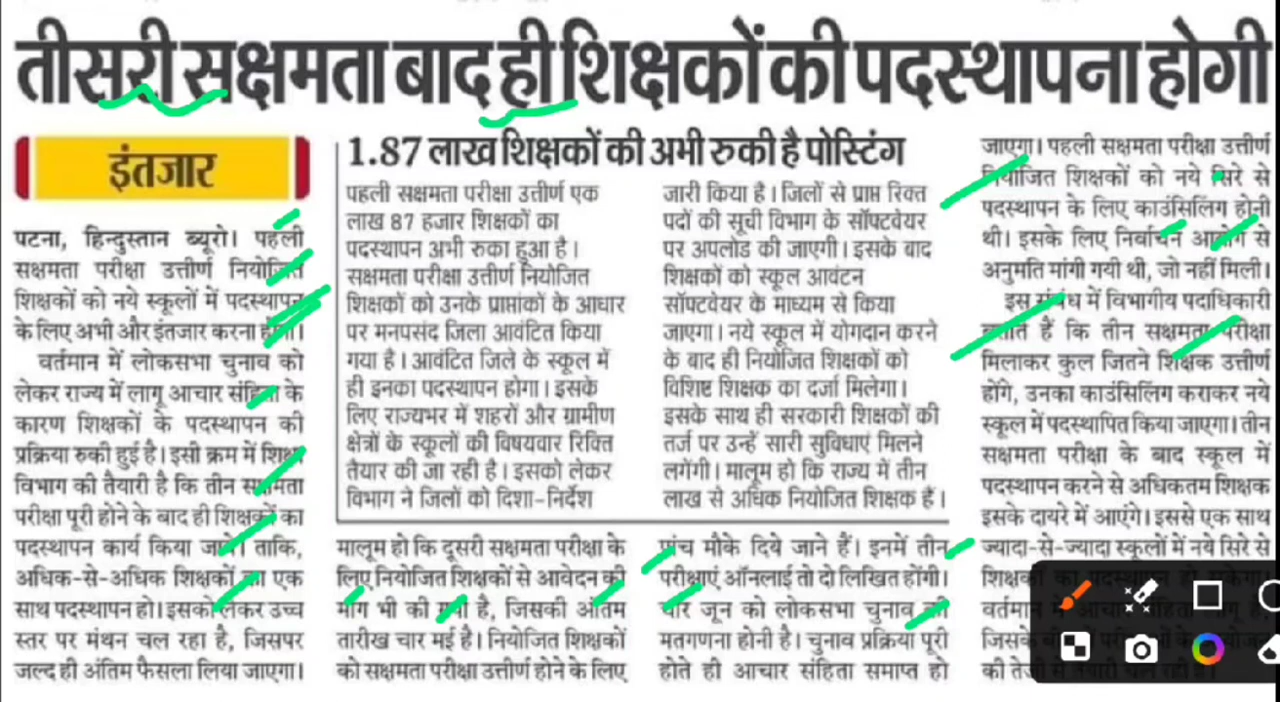 तीसरी सक्षमता बाद ही शिक्षकों की पदस्थापना होगी
इंतजार
पटना, हिन्दुस्तान ब्यूरो। पहली
सक्षमता परीक्षा उत्तीर्ण नियोजित
शिक्षकों को नये स्कूलों में पदस्थापन
के लिए अभी और इंतजार करना होगा।
वर्तमान में लोकसभा चुनाव को
लेकर राज्य में लागू आचार संहिता के
कारण शिक्षकों के पदस्थापन की
प्रक्रिया रुकी हुई है। इसी क्रम में शिक्षा
विभाग की तैयारी है कि तीन सक्षमता
परीक्षा पूरी होने के बाद ही शिक्षकों का
पदस्थापन कार्य किया जाये। ताकि,
अधिक-से-अधिक शिक्षकों का एक
साथ पदस्थापन हो। इसको लेकर उच्च
स्तर पर मंथन चल रहा है, जिसपर
जल्द ही अंतिम फैसला लिया जाएगा।
1.87 लाख शिक्षकों की अभी रुकी है पोस्टिंग
पहली सक्षमता परीक्षा उत्तीर्ण एक
लाख 87 हजार शिक्षकों का
पदस्थापन अभी रुका हुआ है।
सक्षमता परीक्षा उत्तीर्ण नियोजित
शिक्षकों को उनके प्राप्तांकों के आधार
पर मनपसंद जिला आवंटित किया
गया है। आवंटित जिले के स्कूल में
ही इनका पदस्थापन होगा। इसके
लिए राज्यभर में शहरों और ग्रामीण
क्षेत्रों के स्कूलों की विषयवार रिक्ति
तैयार की जा रही है। इसको लेकर
विभाग ने जिलों को दिशा-निर्देश
जारी किया है। जिलों से प्राप्त रिक्त
पदों की सूची विभाग के सॉफ्टवेयर
पर अपलोड की जाएगी। इसके बाद
शिक्षकों को स्कूल आवंटन
सॉफ्टवेयर के माध्यम से किया
जाएगा। नये स्कूल में योगदान करने
के बाद ही नियोजित शिक्षकों को
विशिष्ट शिक्षक का दर्जा मिलेगा।
इसके साथ ही सरकारी शिक्षकों की
तर्ज पर उन्हें सारी सुविधाएं मिलने
लगेंगी। मालूम हो कि राज्य में तीन
लाख से अधिक नियोजित शिक्षक हैं।
मालूम हो कि दूसरी सक्षमता परीक्षा के
लिए नियोजित शिक्षकों से आवेदन की
मांग भी की गयी है, जिसकी अंतिम
तारीख चार मई है। नियोजित शिक्षकों
को सक्षमता परीक्षा उत्तीर्ण होने के लिए
पांच मौके दिये जाने हैं। इनमें तीन
परीक्षाएं ऑनलाई तो दो लिखित होंगी।
चार जून को लोकसभा चुनाव की
मतगणना होनी है। चुनाव प्रक्रिया पूरी
होते ही आचार संहिता समाप्त हो
जाएगा। पहली सक्षमता परीक्षा उत्तीर्ण
नियोजित शिक्षकों को नये सिरे से
पदस्थापन के लिए काउंसिलिंग होनी
थी। इसके लिए निर्वाचन आयोग से
अनुमति मांगी गयी थी, जो नहीं मिली।
इस संबंध में विभागीय पदाधिकारी
बताते हैं कि तीन सक्षमता परीक्षा
मिलाकर कुल जितने शिक्षक उत्तीर्ण
होंगे, उनका काउंसिलिंग कराकर नये
स्कूल में पदस्थापित किया जाएगा। तीन
सक्षमता परीक्षा के बाद स्कूल में
पदस्थापन करने से अधिकतम शिक्षक
इसके दायरे में आएंगे। इससे एक साथ
ज्यादा-से-ज्यादा स्कूलों में नये सिरे से
शिक्षकों का पदस्थापन हो सकेगा।
वर्तमान में आचार संहिता लागू है,
की तेजी से तैयारी चल रही है।